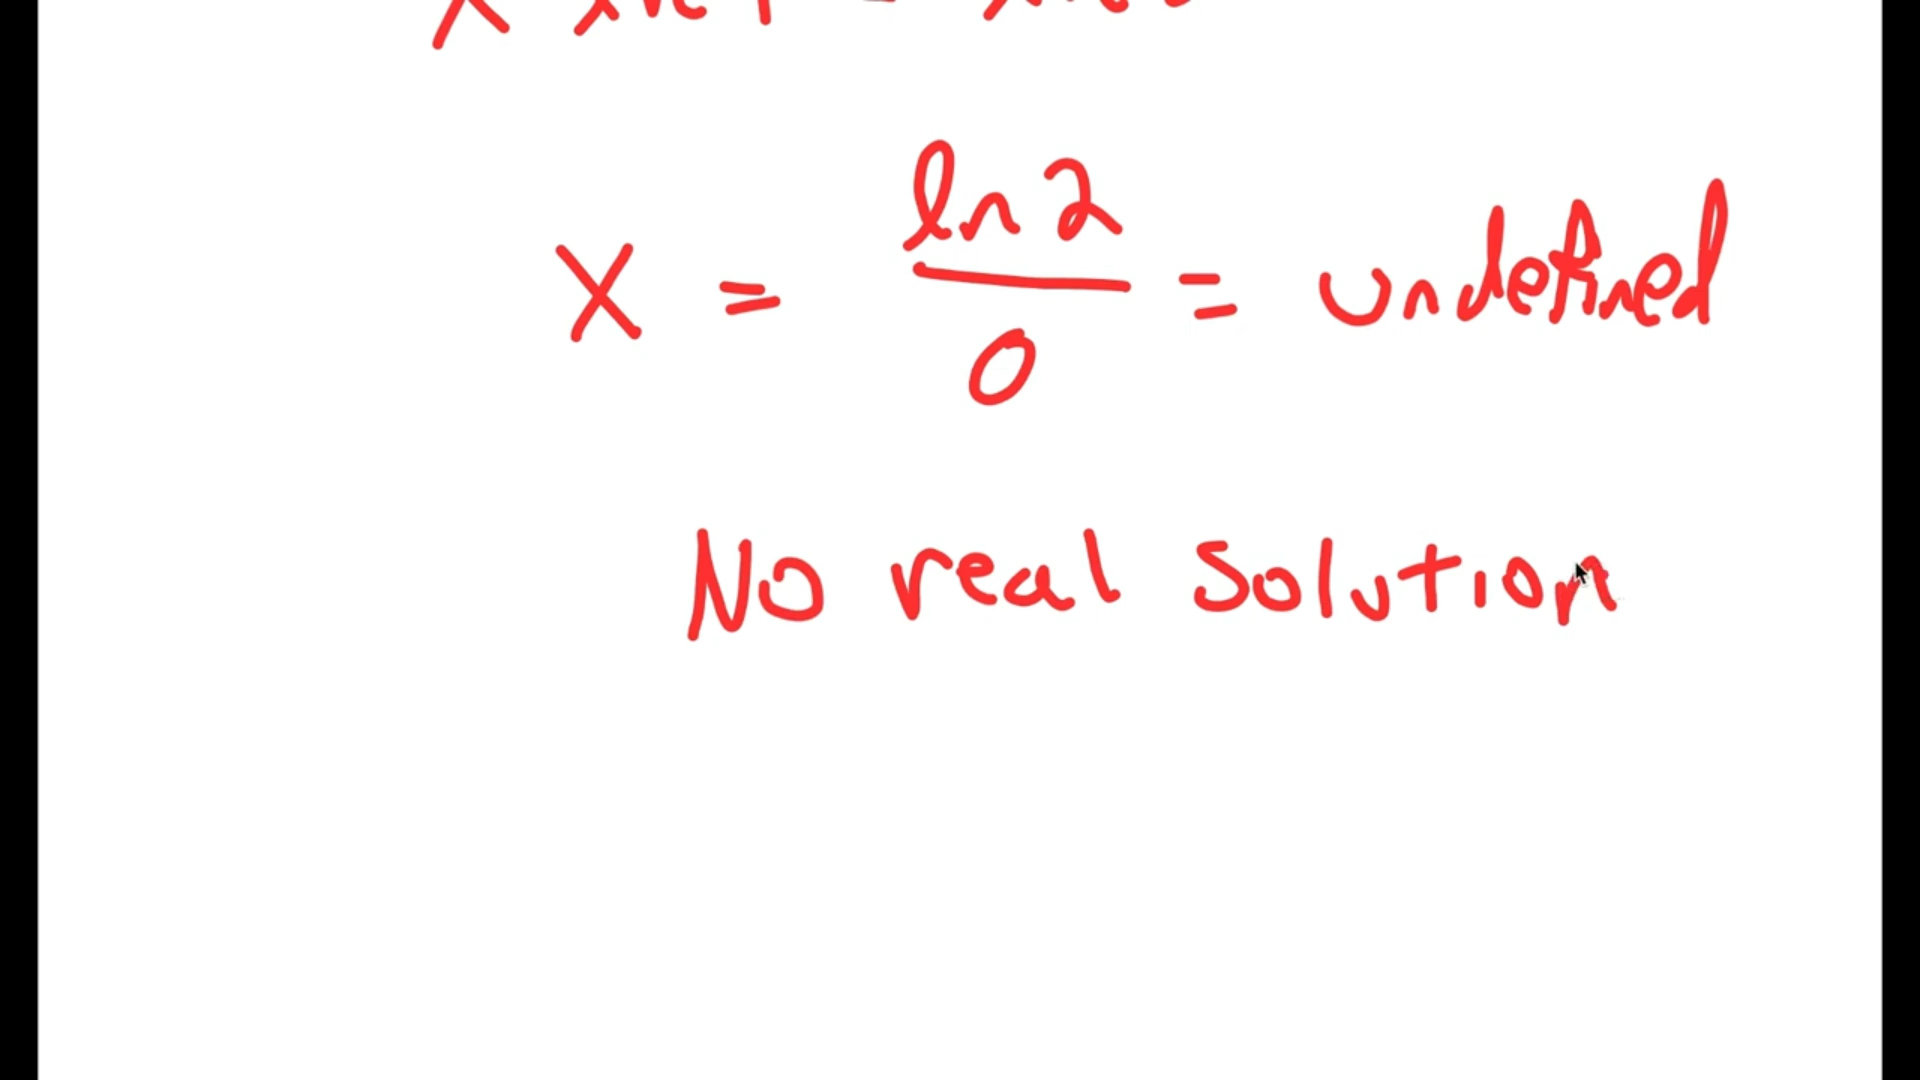 X = ln 2 / 0 = undefined
No real solution